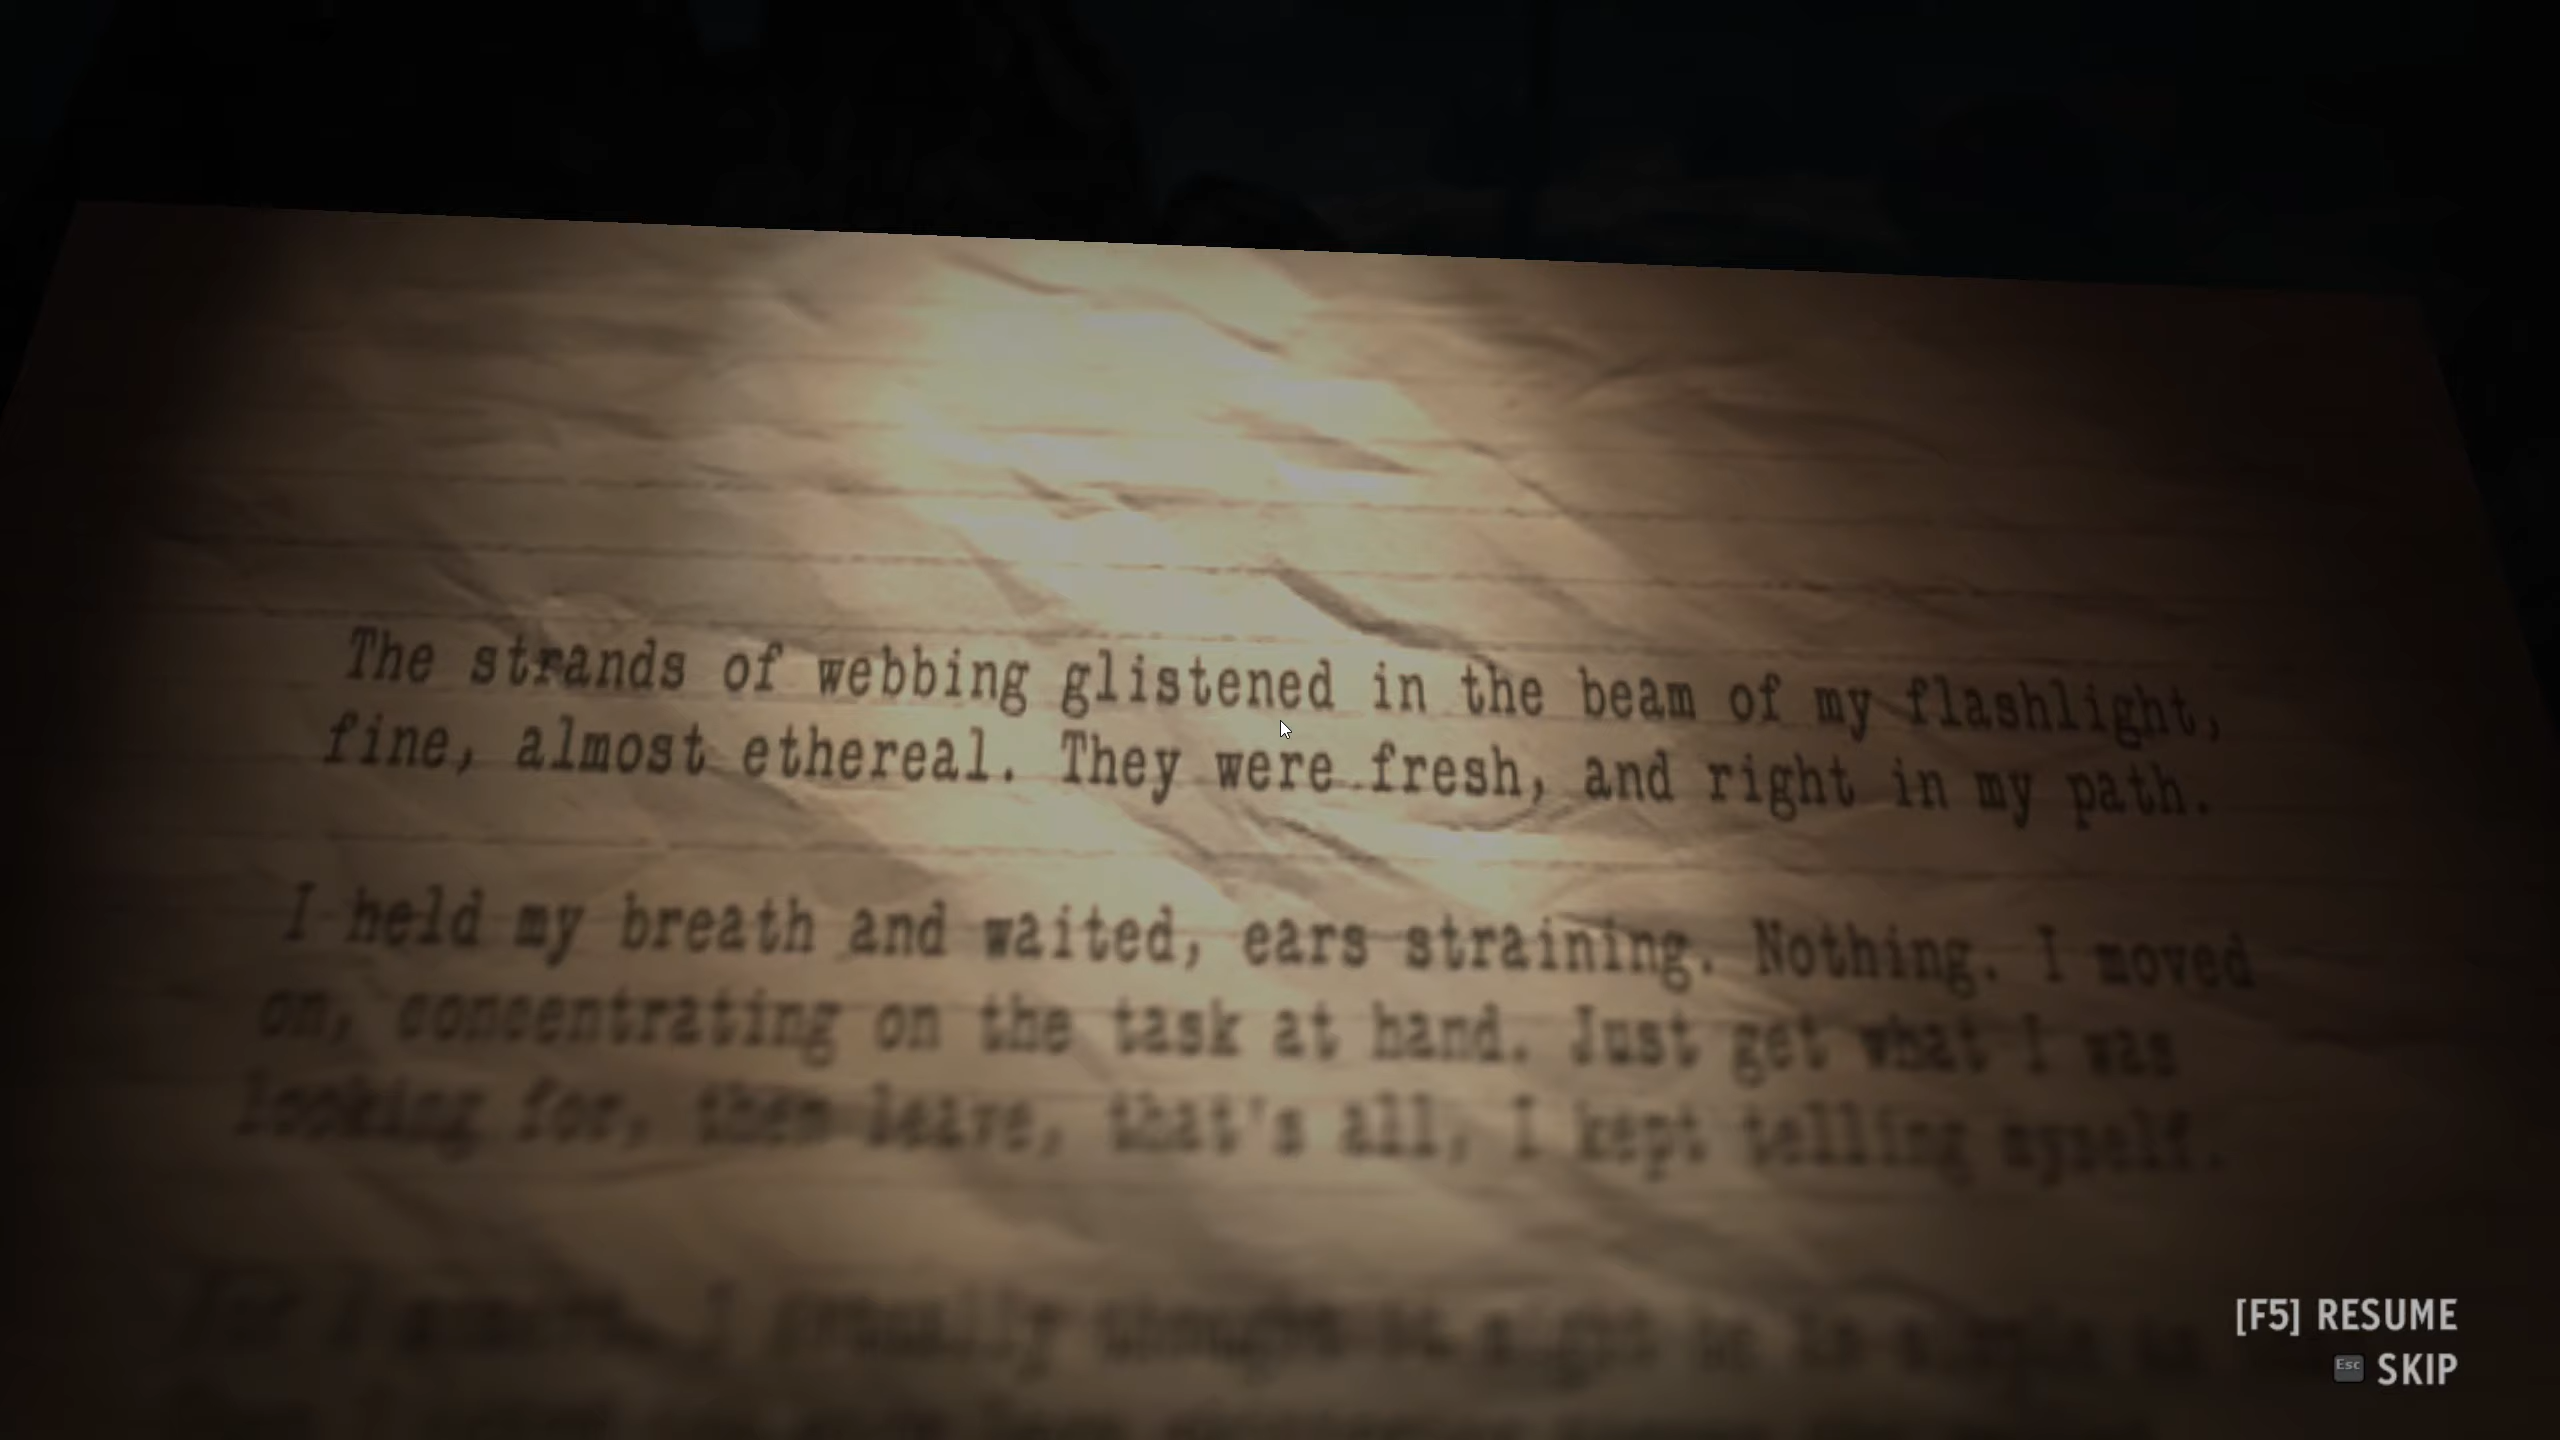 The strands of webbing glistened in the beam of my flashlight,
fine, almost ethereal. They were fresh, and right in my path.
I held my breath and waited, ears straining. Nothing. I moved
on, concentrating on the task at hand. Just get what I was
looking for, then leave, that's all, I kept telling myself.
[F5] RESUME
Esc SKIP